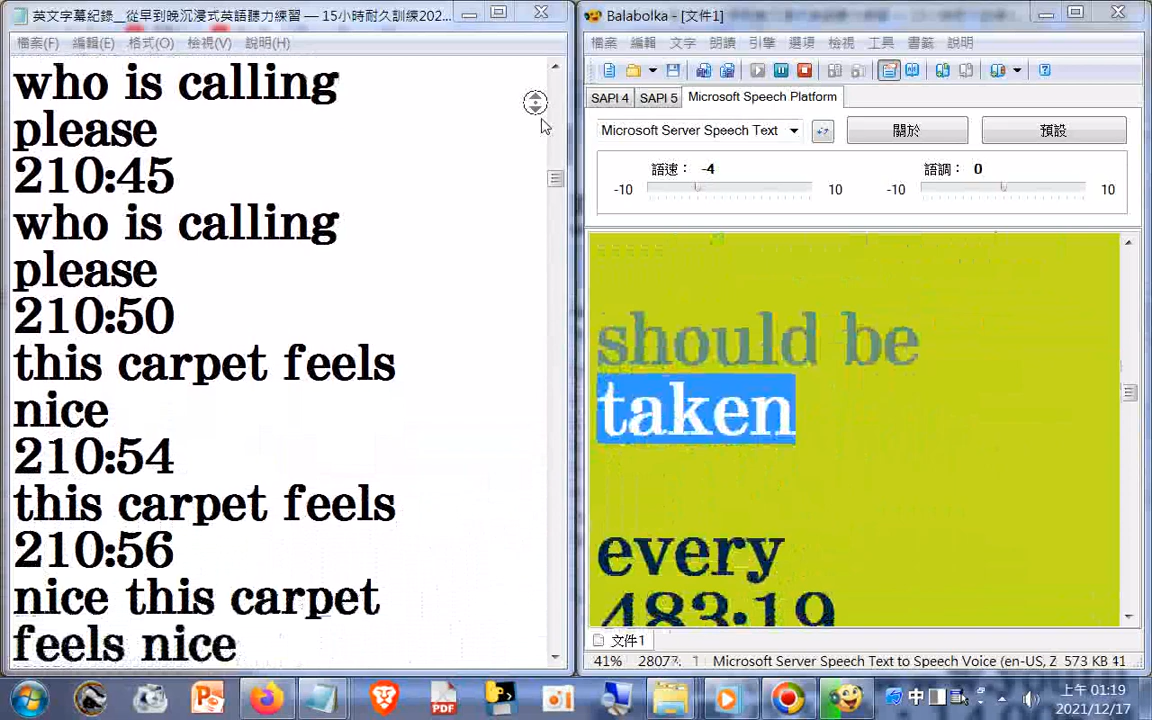 英文字幕紀錄__從早到晚沉浸式英語聽力練習 — 15小時耐久訓練202...
檔案(F) 編輯(E) 格式(O) 檢視(V) 說明(H)
who is calling
please
210:45
who is calling
please
210:50
this carpet feels
nice
210:54
this carpet feels
210:56
nice this carpet
feels nice
Balabolka - [文件1]
檔案 編輯 文字 朗讀 引擎 選項 檢視 工具 書籤 說明
SAPI 4 SAPI 5 Microsoft Speech Platform
Microsoft Server Speech Text 關於 預設
語速: -4 語調: 0
-10 10 -10 10
should be
taken
every
483:19
文件1
41% 28077. 1 Microsoft Server Speech Text to Speech Voice (en-US, Z 573 KB 41
PDF 中 上午 01:19
2021/12/17